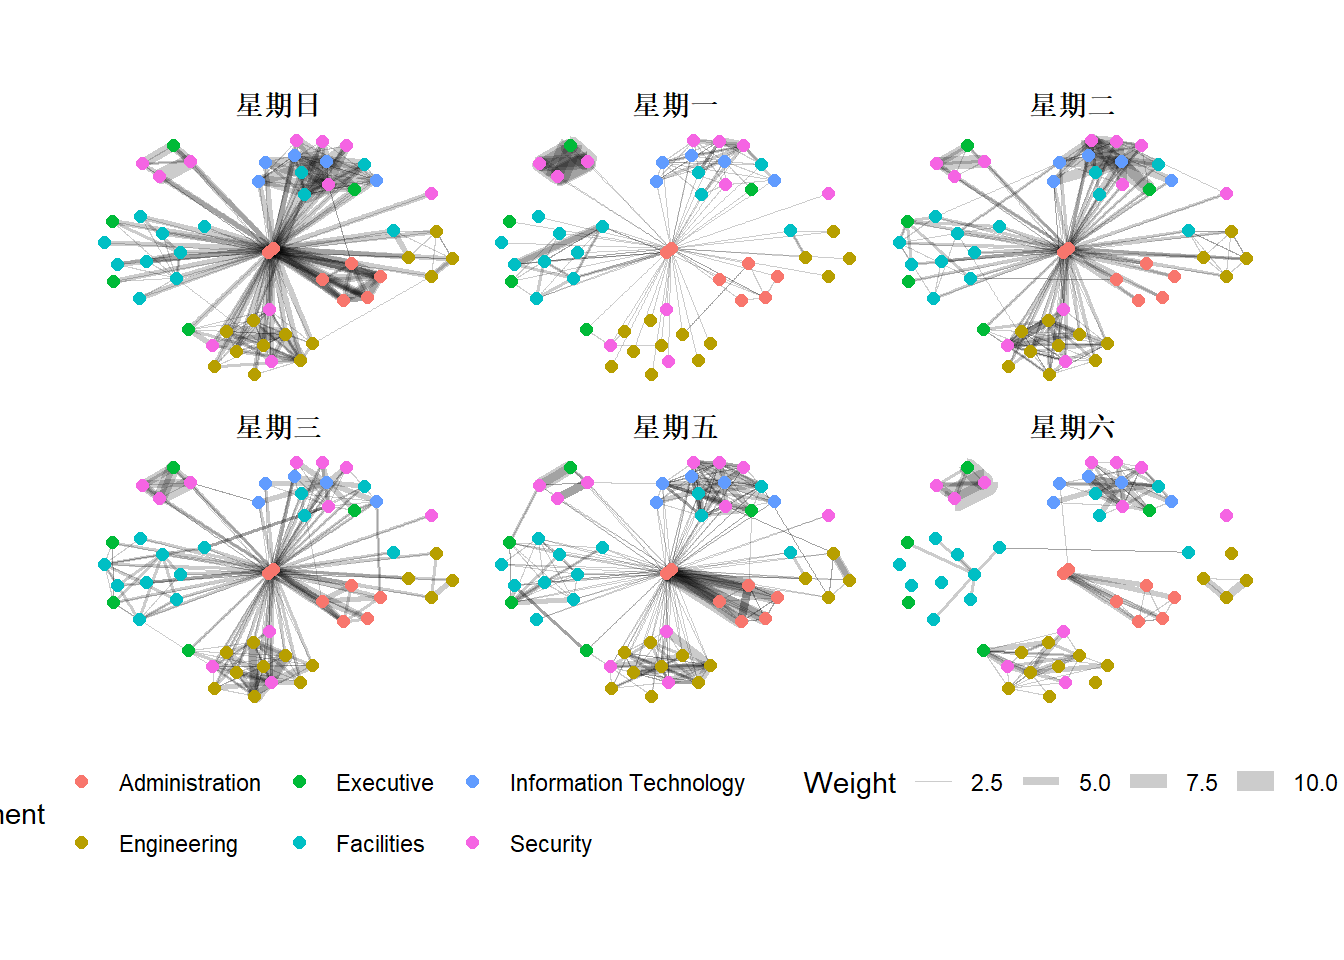 星期日 星期一 星期二
星期三 星期五 星期六
Administration Executive Information Technology Weight 2.5 5.0 7.5 10.0
Engineering Facilities Security